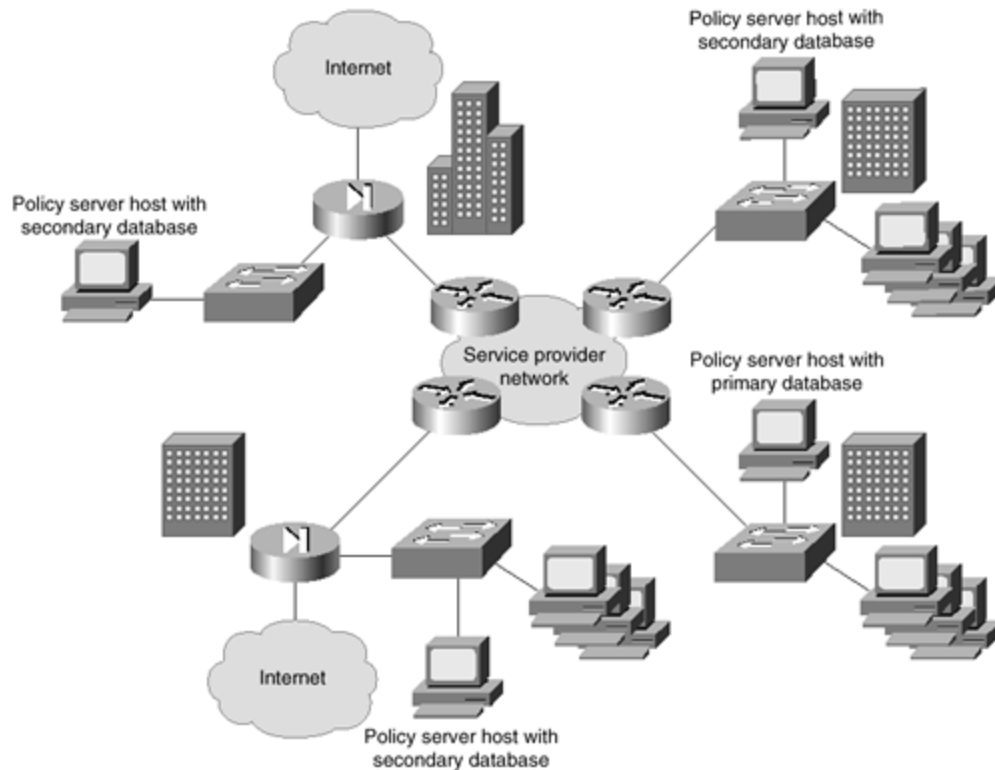 Policy server host with
secondary database
Internet
Policy server host with
secondary database
Service provider
network
Policy server host with
primary database
Internet
Policy server host with
secondary database